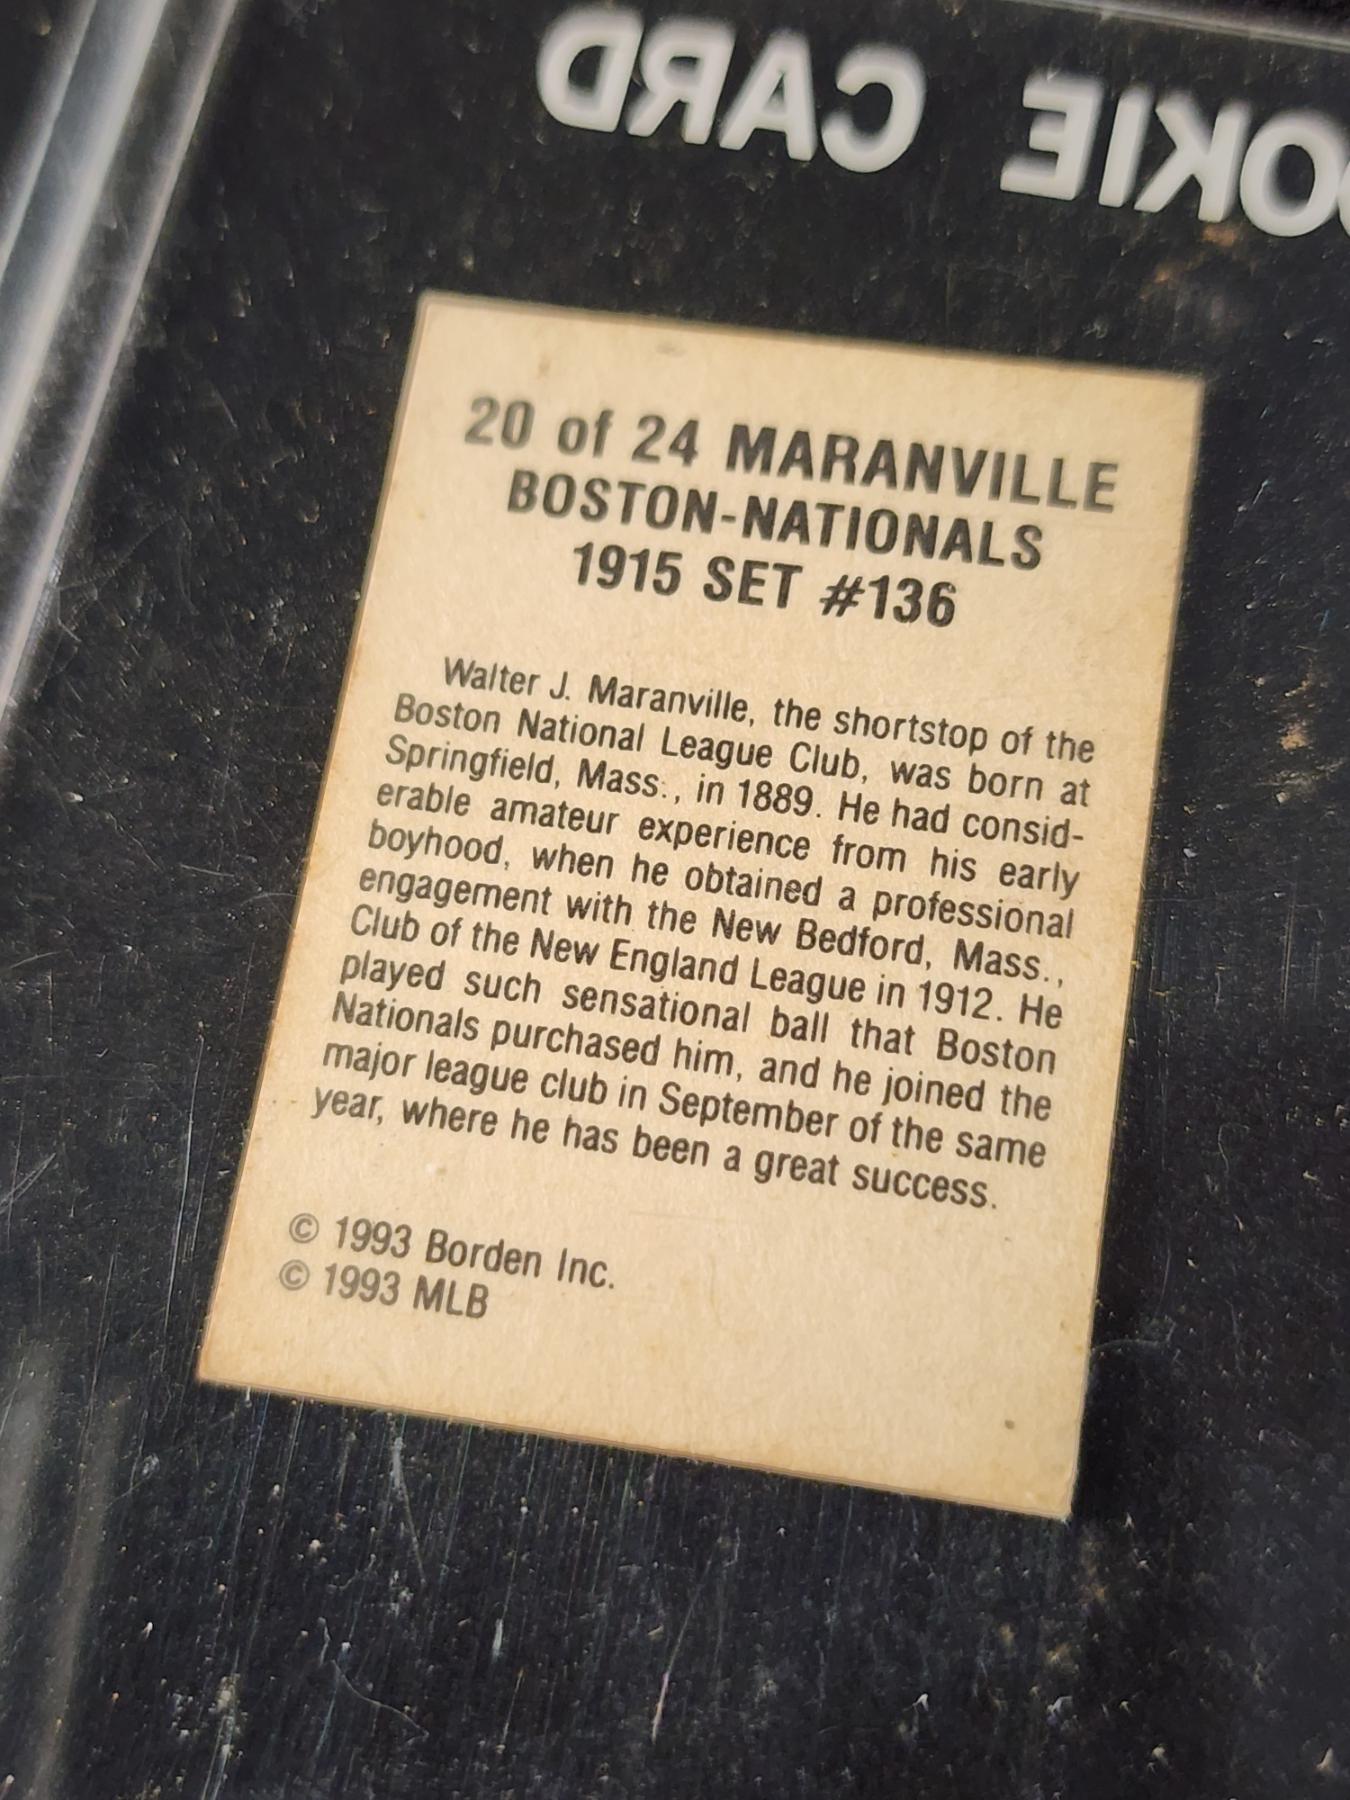 OOKIE CARD
20 of 24 MARANVILLE
BOSTON-NATIONALS
1915 SET #136
Walter J. Maranville, the shortstop of the
Boston National League Club, was born at
Springfield, Mass., in 1889. He had consid-
erable amateur experience from his early
boyhood, when he obtained a professional
engagement with the New Bedford, Mass.,
Club of the New England League in 1912. He
played such sensational ball that Boston
Nationals purchased him, and he joined the
major league club in September of the same
year, where he has been a great success.
© 1993 Borden Inc.
© 1993 MLB